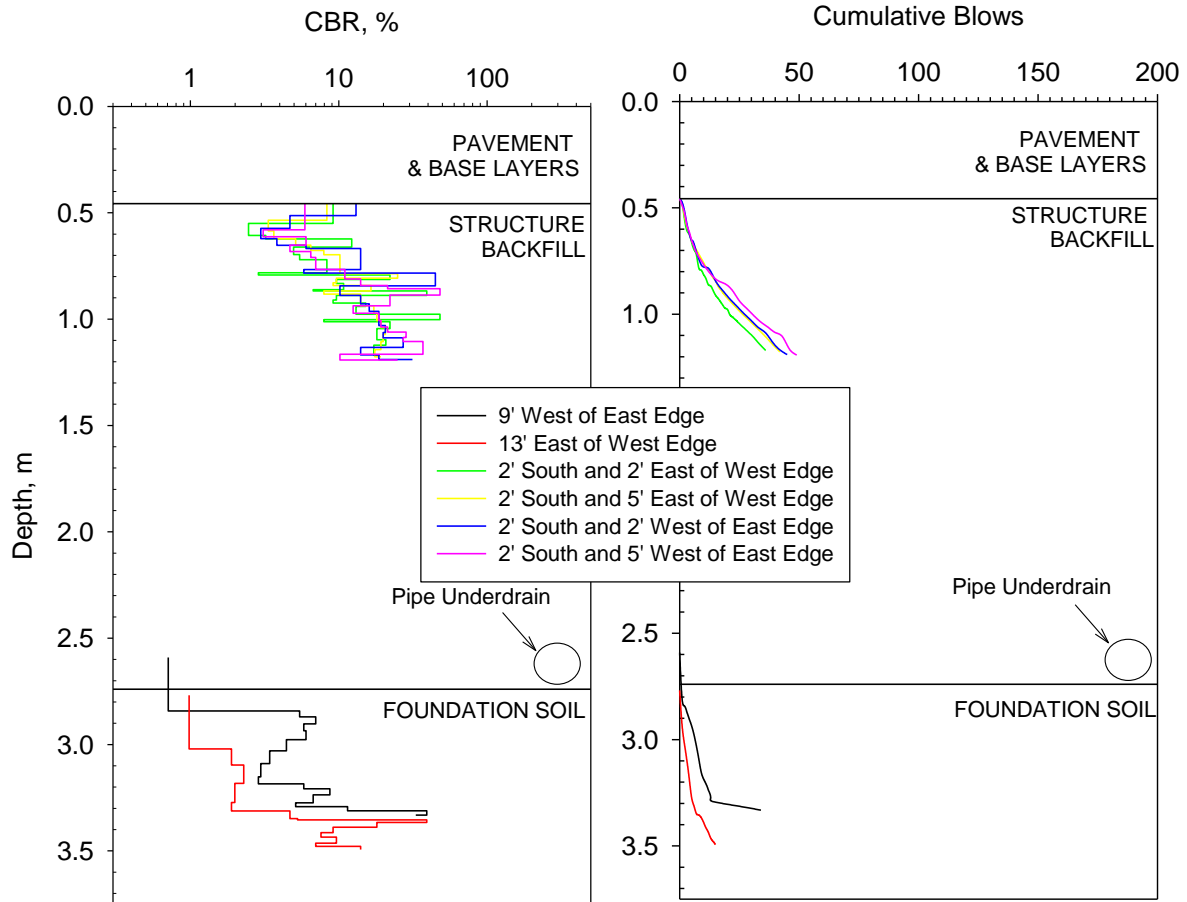 CBR, %
Cumulative Blows
1 10 100
0 50 100 150 200
0.0
0.5
1.0
1.5
2.0
2.5
3.0
3.5
Depth, m
PAVEMENT
& BASE LAYERS
STRUCTURE
BACKFILL
Pipe Underdrain
FOUNDATION SOIL
0.0
0.5
1.0
2.5
3.0
3.5
PAVEMENT
& BASE LAYERS
STRUCTURE
BACKFILL
Pipe Underdrain
FOUNDATION SOIL
9' West of East Edge
13' East of West Edge
2' South and 2' East of West Edge
2' South and 5' East of West Edge
2' South and 2' West of East Edge
2' South and 5' West of East Edge